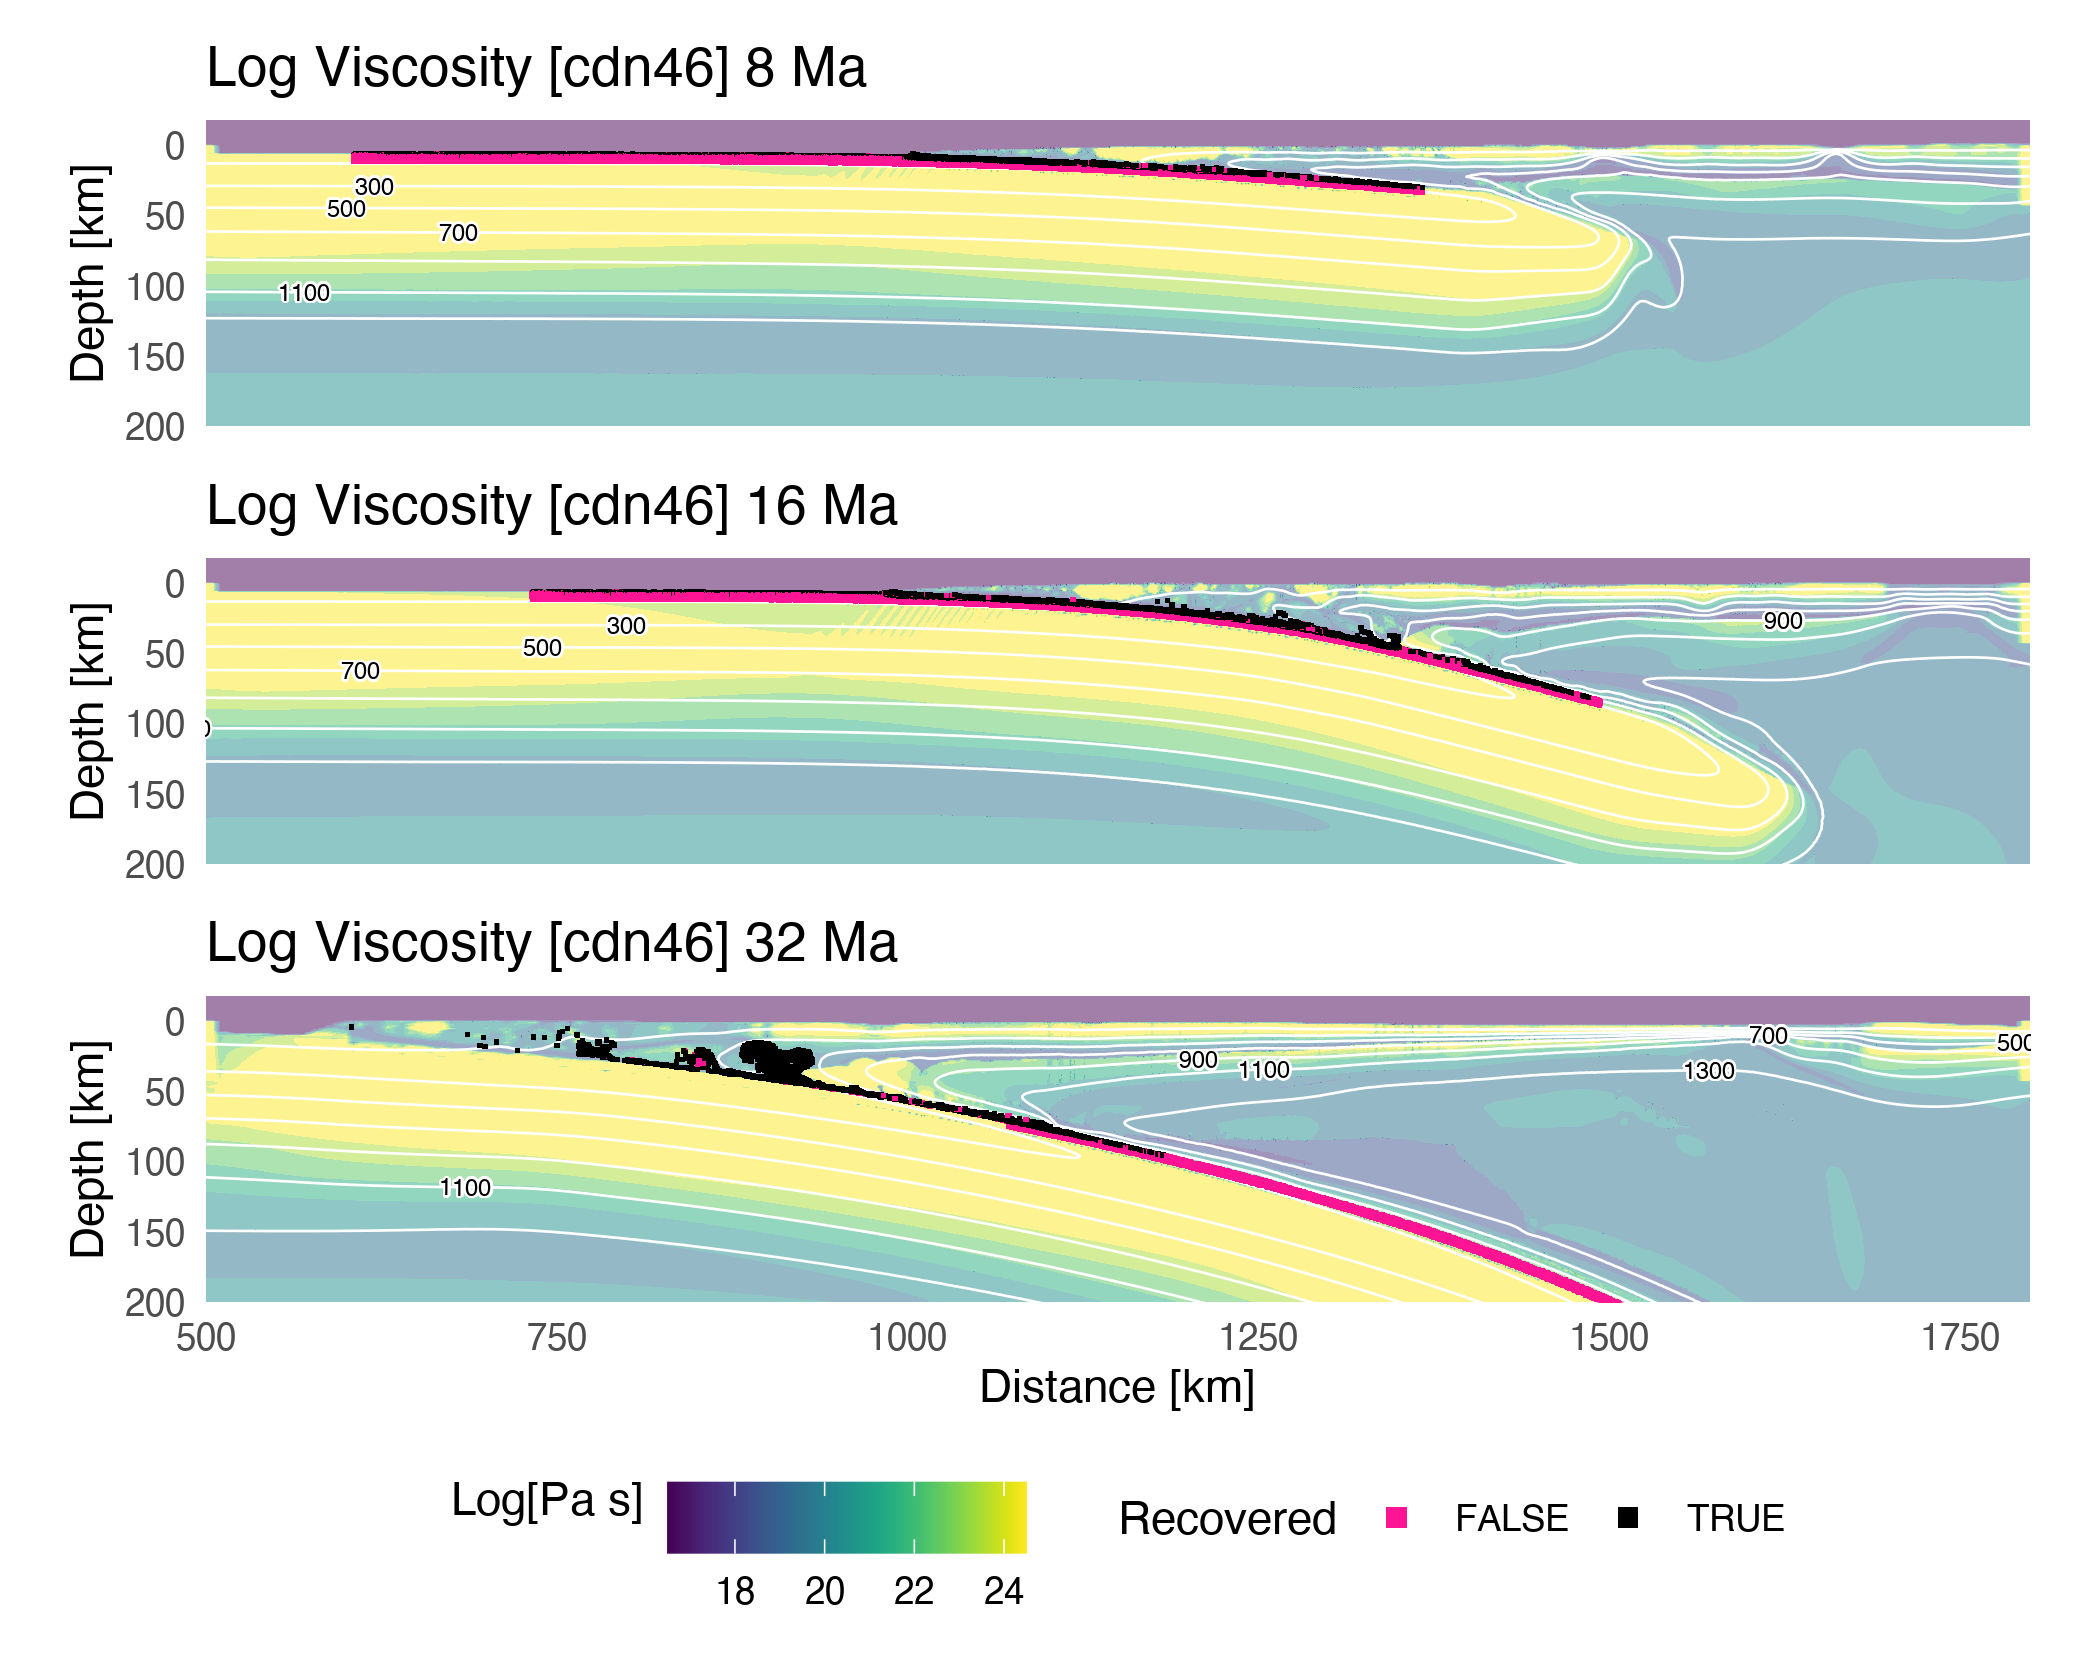 Log Viscosity [cdn46] 8 Ma
0
50
100
150
200
Depth [km]
300
500
700
1100
Log Viscosity [cdn46] 16 Ma
0
50
100
150
200
Depth [km]
300
500
700
900
0
Log Viscosity [cdn46] 32 Ma
0
50
100
150
200
Depth [km]
700
500
900
1100
1300
1100
500 750 1000 1250 1500 1750
Distance [km]
Log[Pa s]
18 20 22 24
Recovered FALSE TRUE